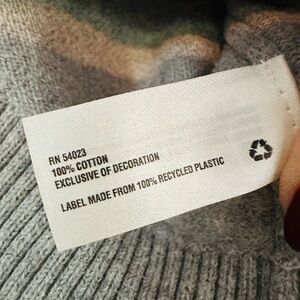 RN 54023
100% COTTON
EXCLUSIVE OF DECORATION
LABEL MADE FROM 100% RECYCLED PLASTIC